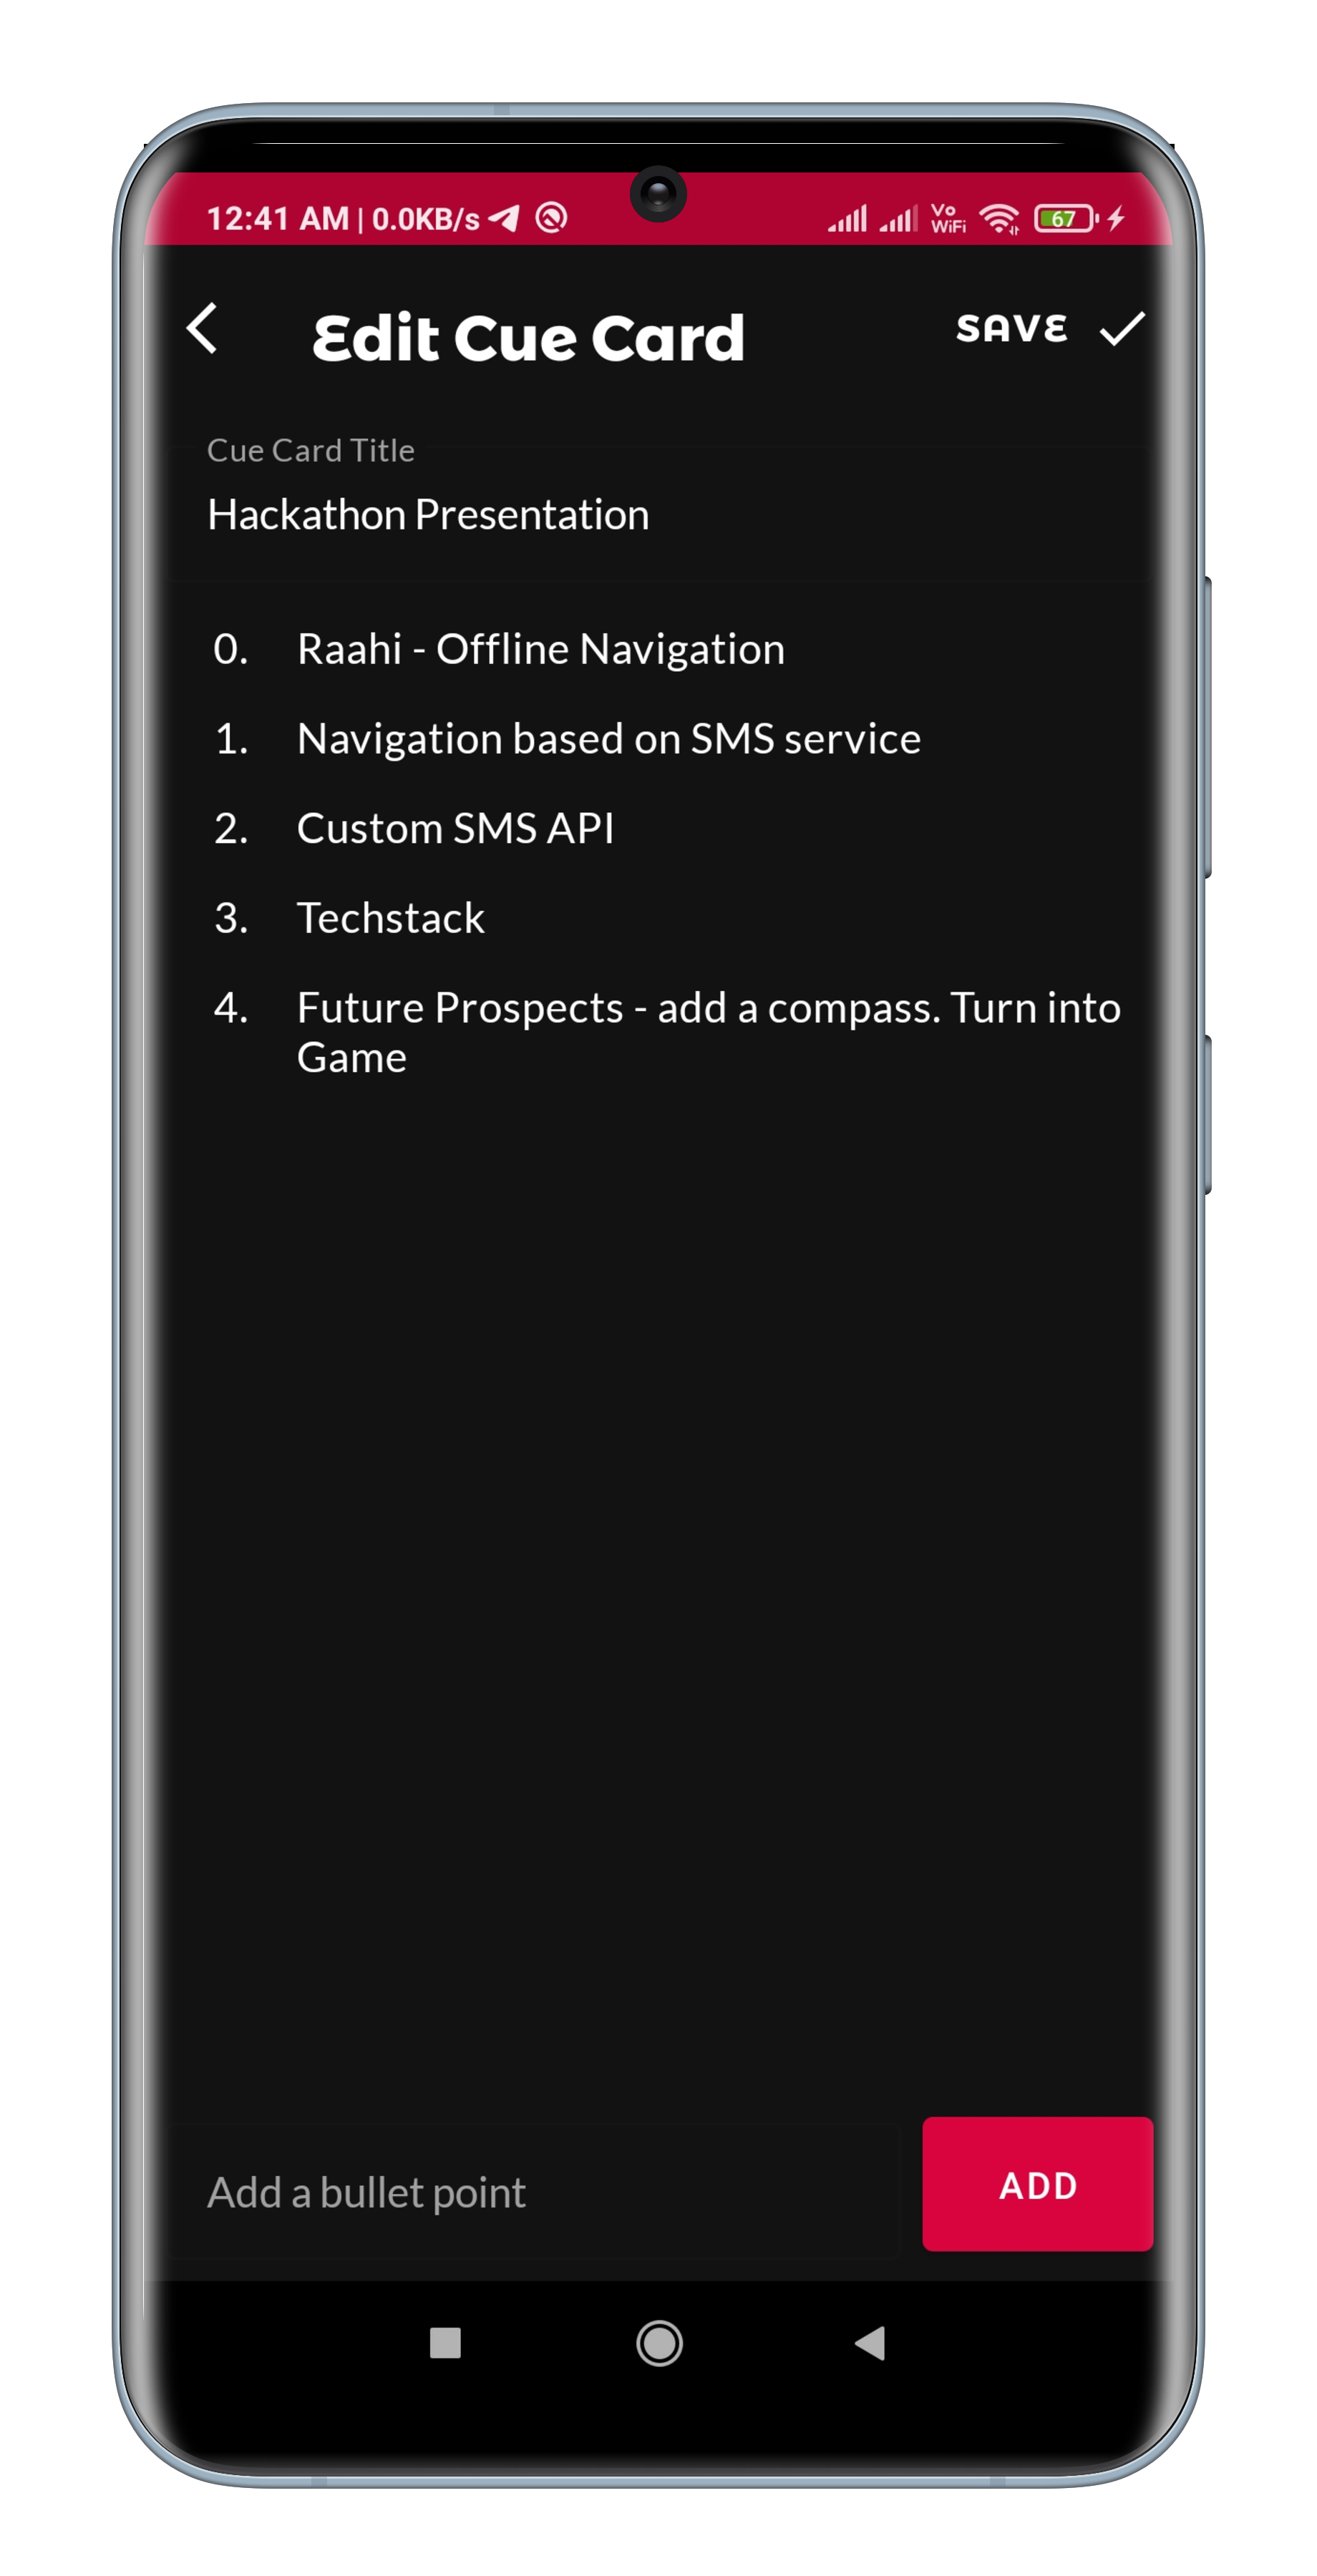 12:41 AM | 0.0KB/s Vo WiFi 67
Edit Cue Card SAVE
Cue Card Title
Hackathon Presentation
0. Raahi - Offline Navigation
1. Navigation based on SMS service
2. Custom SMS API
3. Techstack
4. Future Prospects - add a compass. Turn into
Game
Add a bullet point ADD